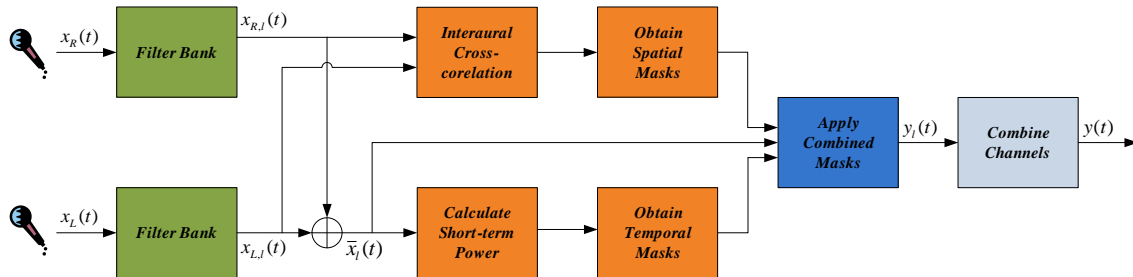 x_R(t)
Filter Bank
x_{R,l}(t)
Interaural
Cross-
corelation
Obtain
Spatial
Masks
Apply
Combined
Masks
y_l(t)
Combine
Channels
y(t)
x_L(t)
Filter Bank
x_{L,l}(t)
x̄_l(t)
Calculate
Short-term
Power
Obtain
Temporal
Masks